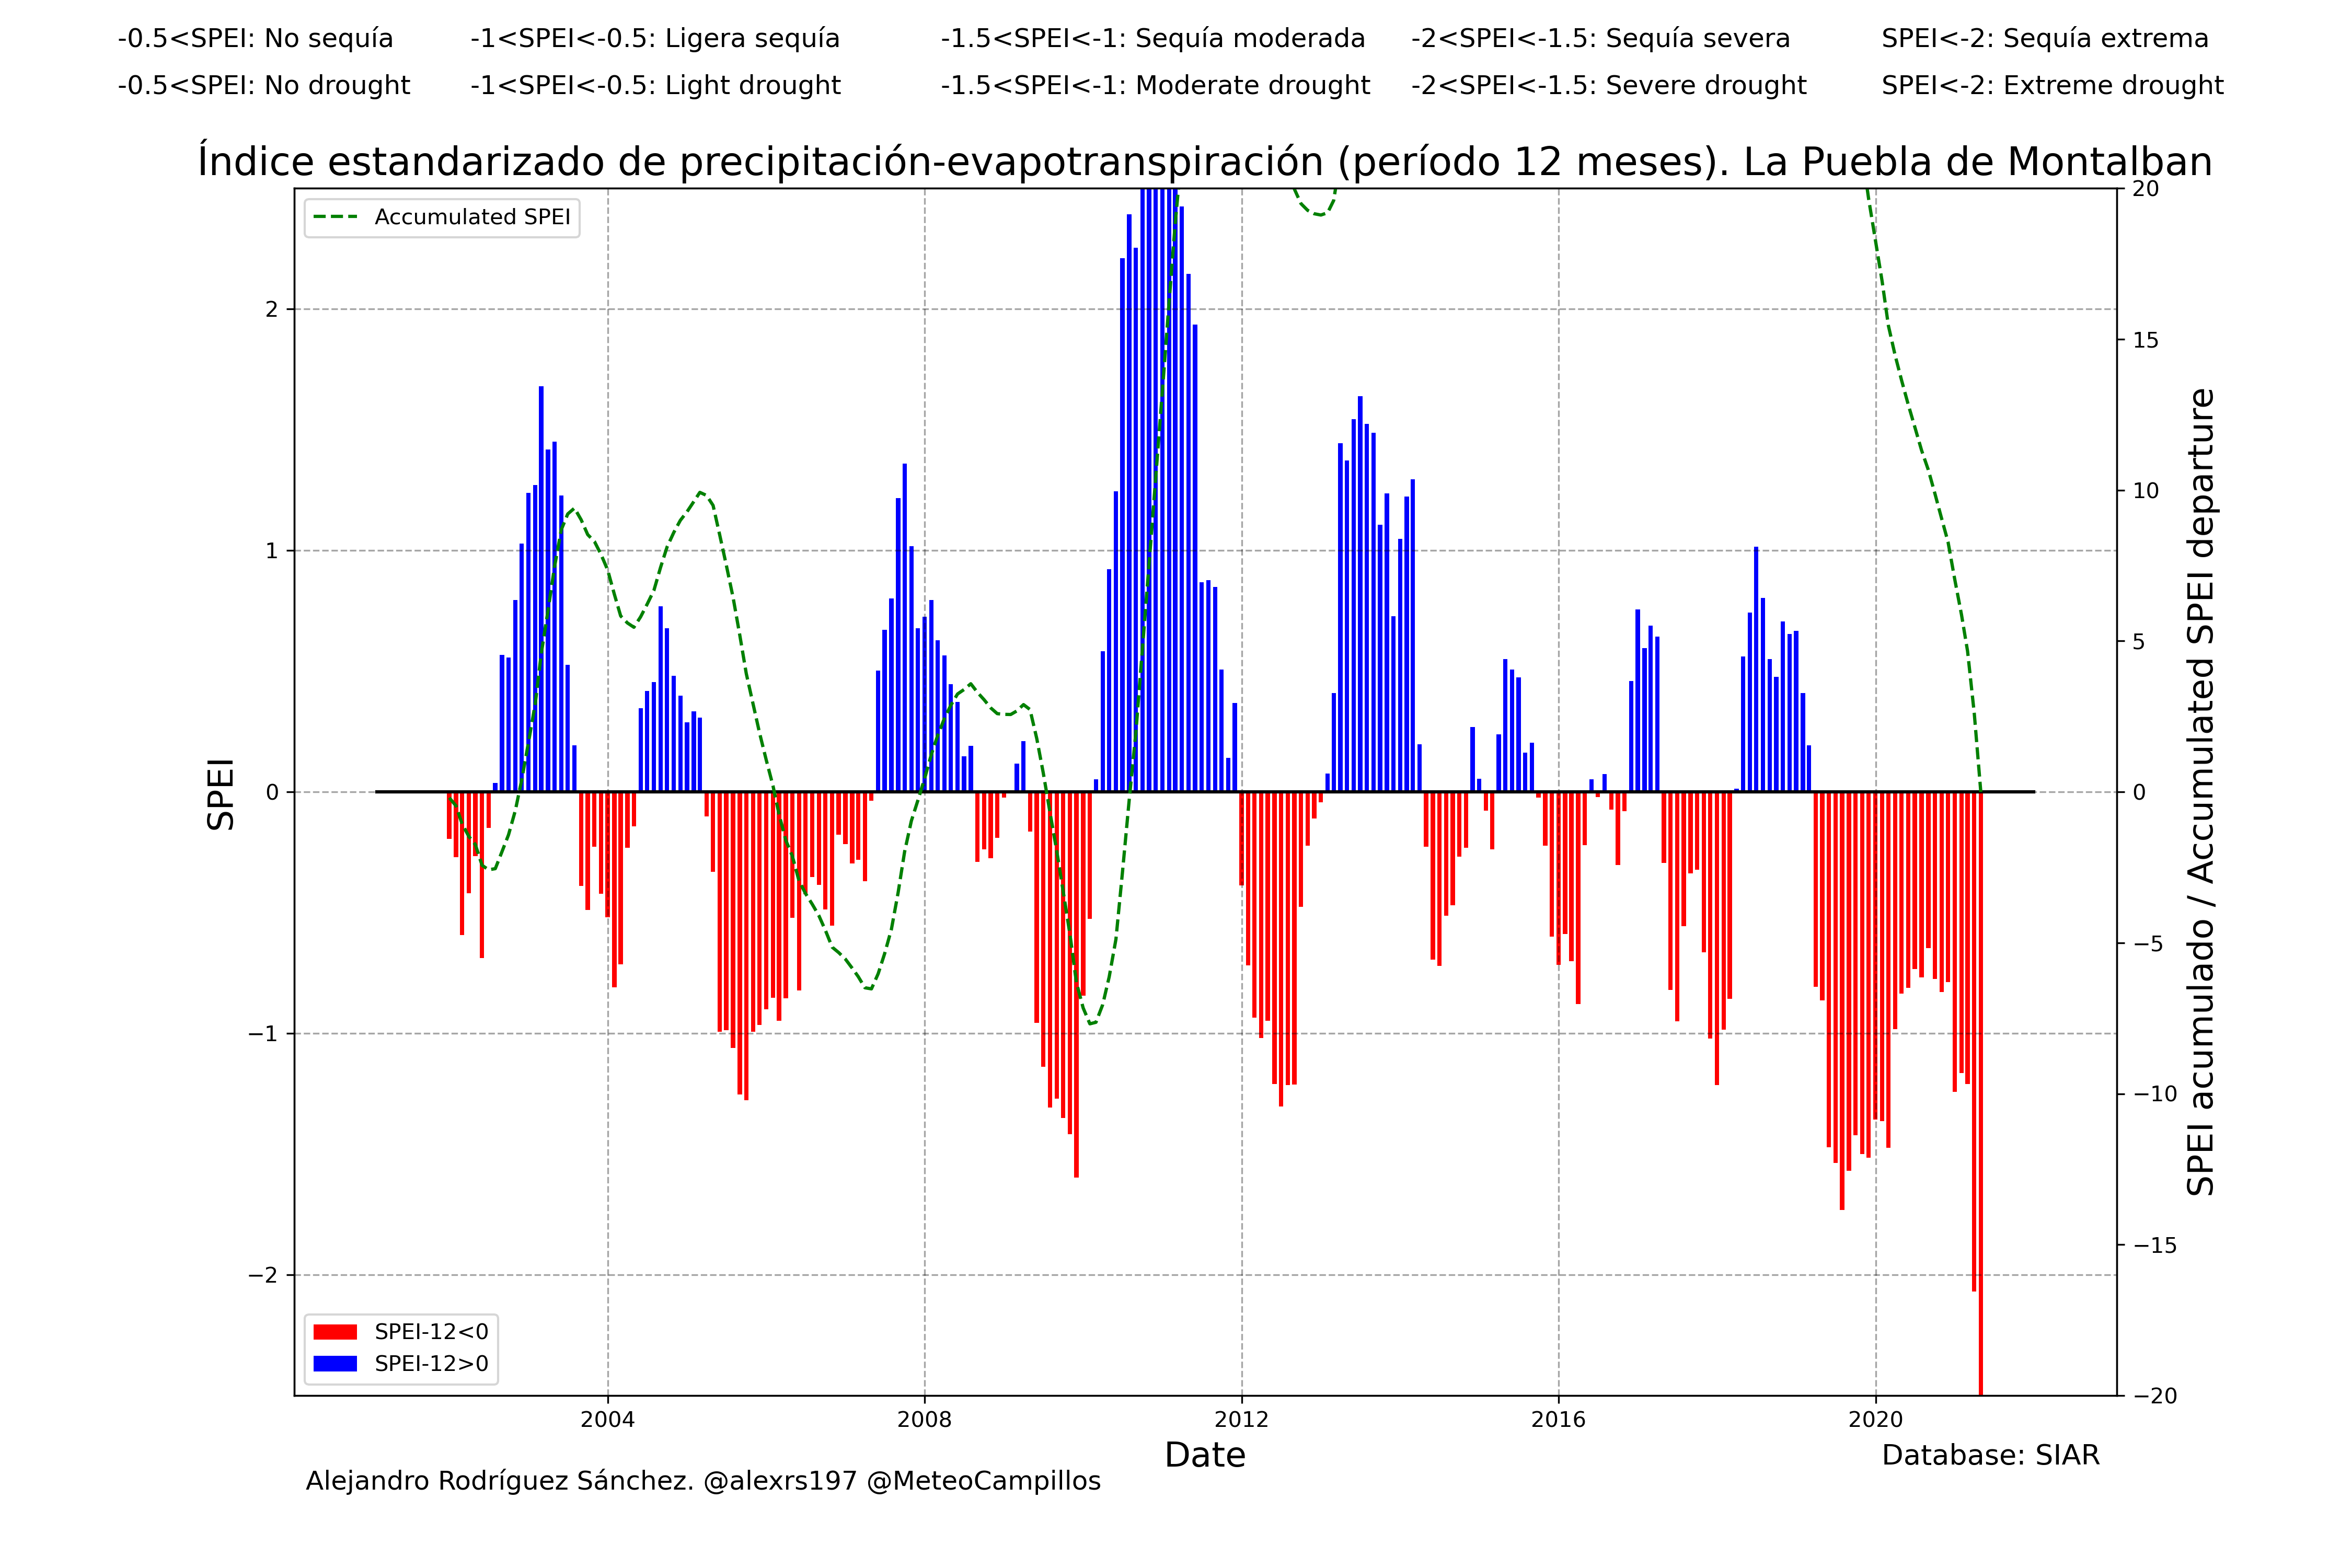 -0.5<SPEI: No sequía -1<SPEI<-0.5: Ligera sequía -1.5<SPEI<-1: Sequía moderada -2<SPEI<-1.5: Sequía severa SPEI<-2: Sequía extrema
-0.5<SPEI: No drought -1<SPEI<-0.5: Light drought -1.5<SPEI<-1: Moderate drought -2<SPEI<-1.5: Severe drought SPEI<-2: Extreme drought
Índice estandarizado de precipitación-evapotranspiración (período 12 meses). La Puebla de Montalban
Accumulated SPEI
SPEI
2
1
0
−1
−2
20
15
10
5
0
−5
−10
−15
−20
SPEI acumulado / Accumulated SPEI departure
SPEI-12<0
SPEI-12>0
2004 2008 2012 2016 2020
Date
Database: SIAR
Alejandro Rodríguez Sánchez. @alexrs197 @MeteoCampillos